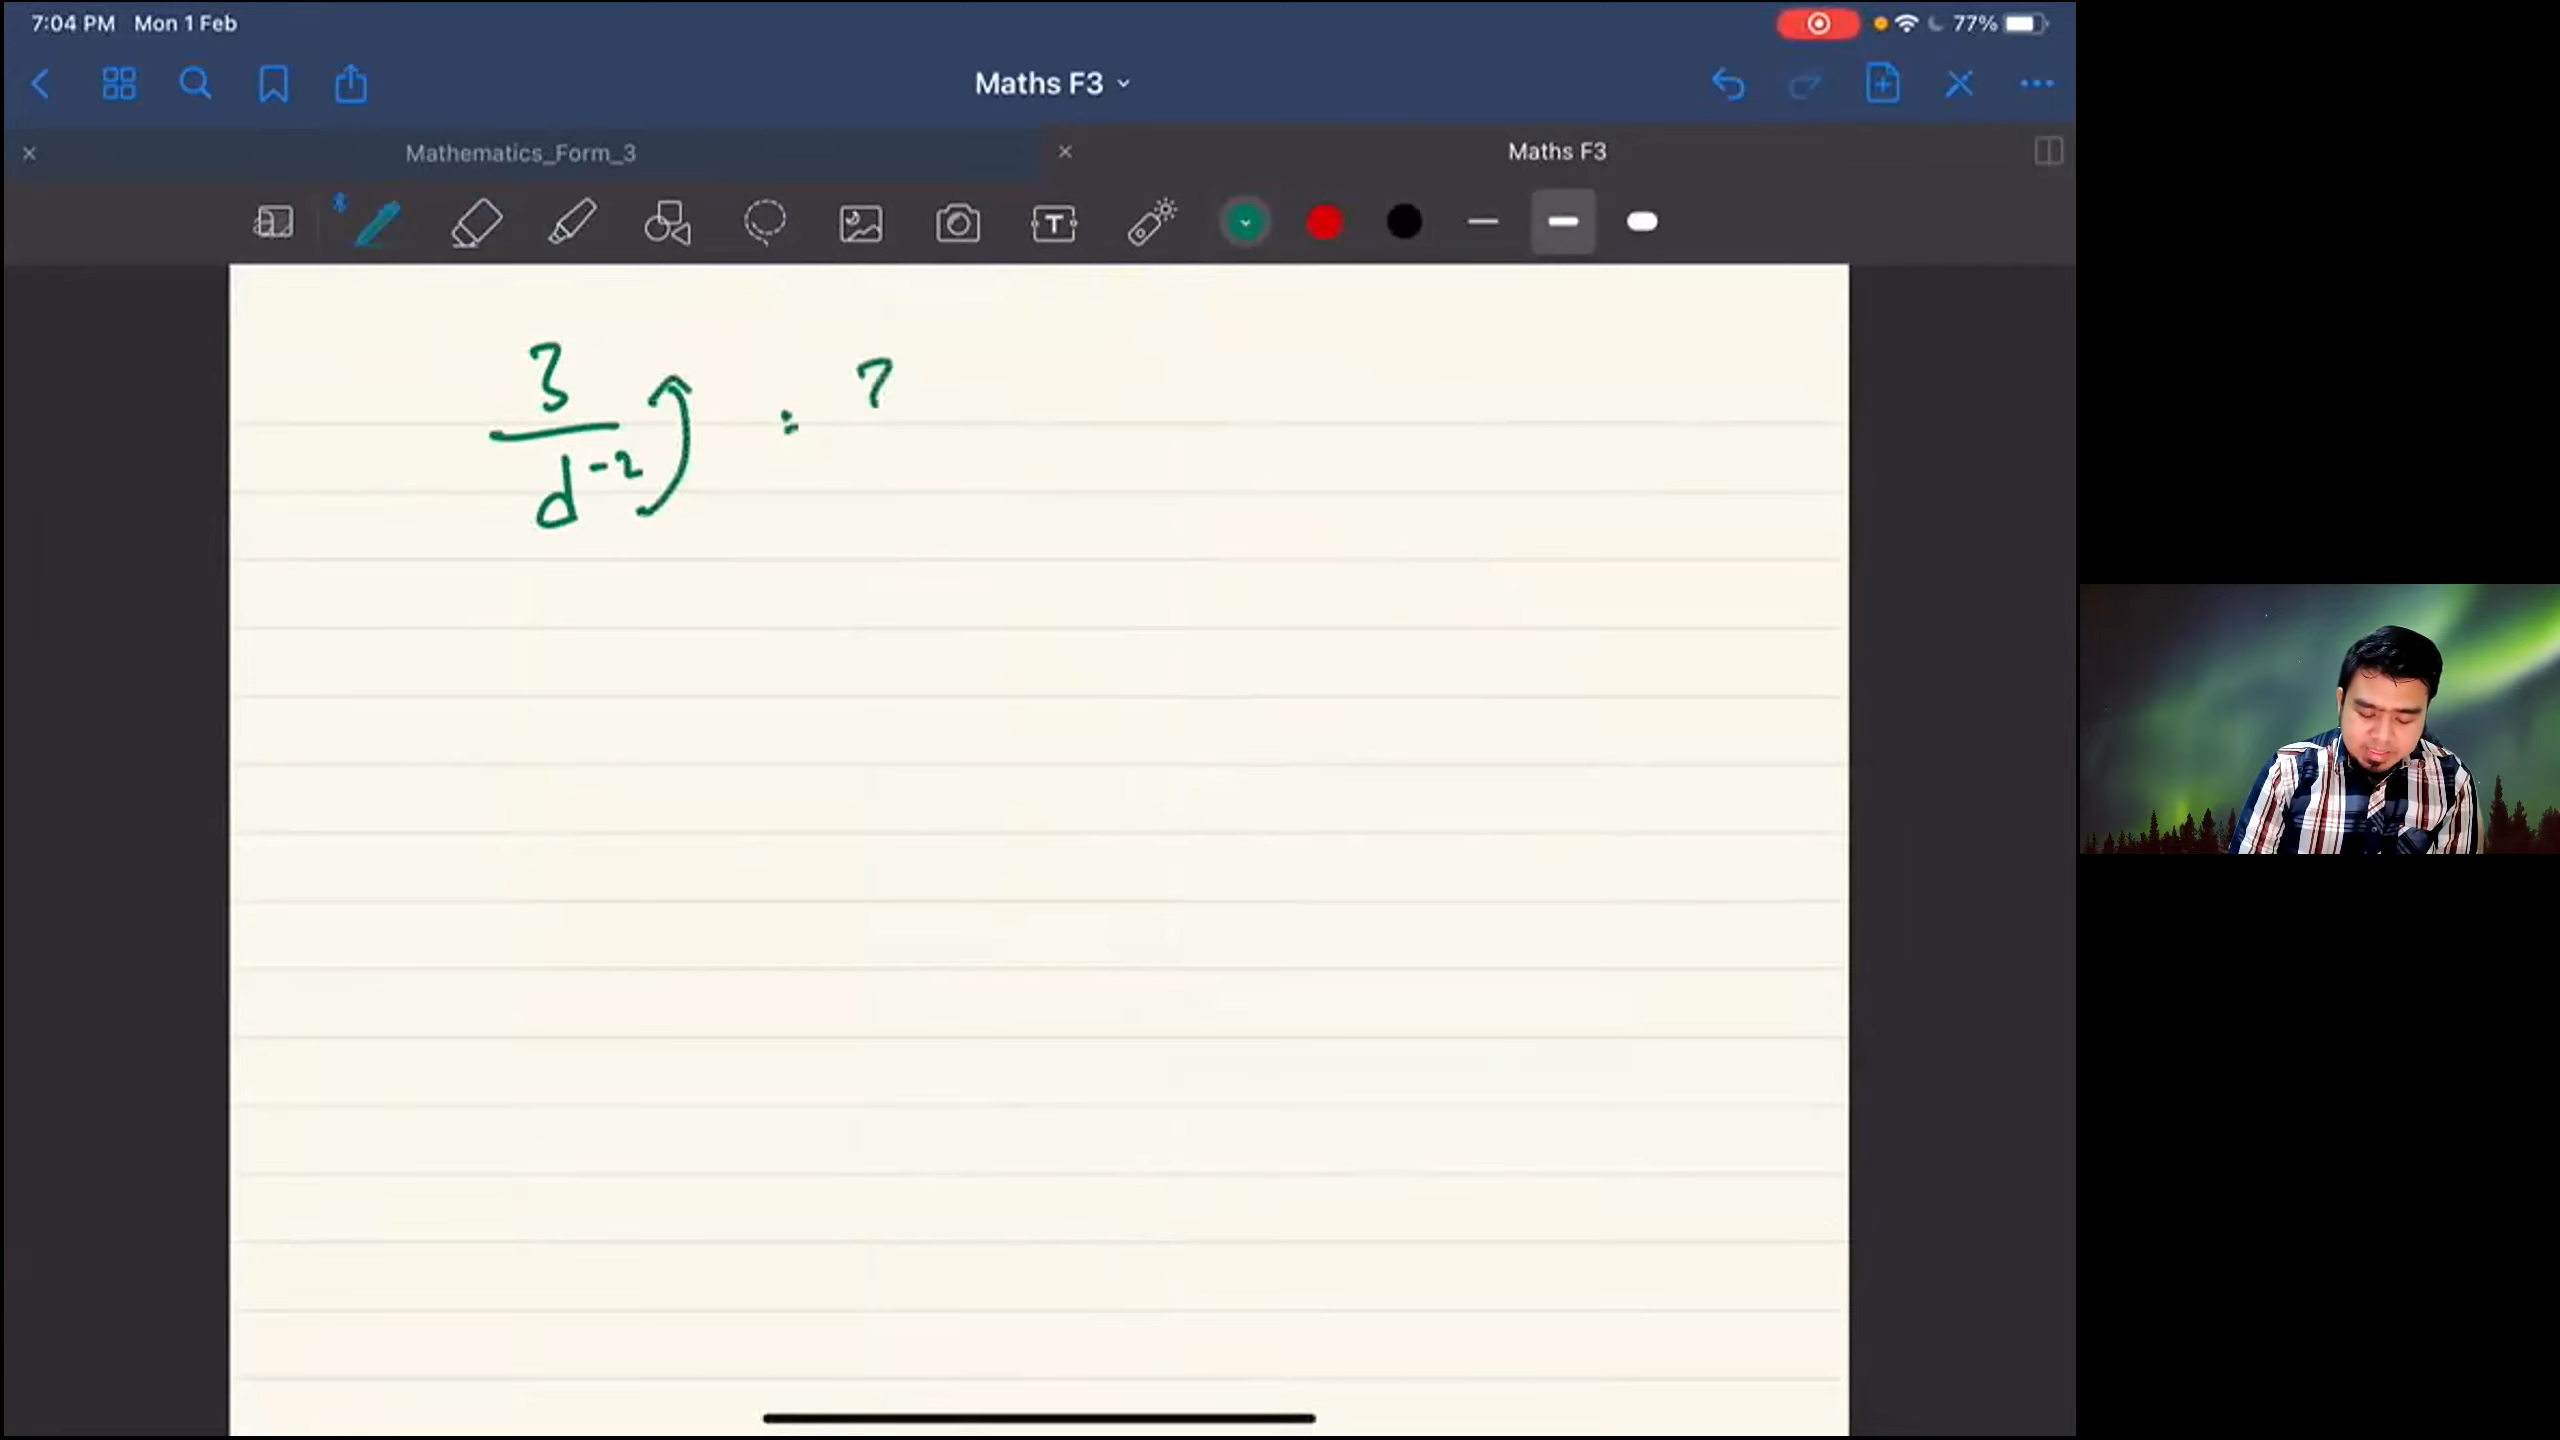 7:04 PM Mon 1 Feb
77%
Maths F3
Mathematics_Form_3
Maths F3
T
3
d⁻²
= ?